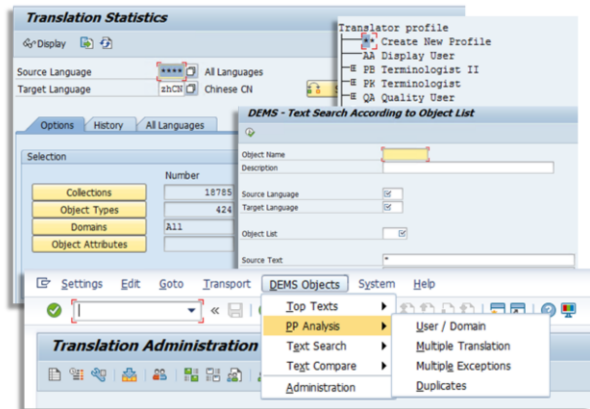 Translation Statistics
Display
Source Language **** All Languages
Target Language zhCN Chinese CN
Options History All Languages
Selection
Number
Collections 18785
Object Types 424
Domains All
Object Attributes
Translator profile
** Create New Profile
AA Display User
PB Terminologist II
PK Terminologist
QA Quality User
DEMS - Text Search According to Object List
Object Name
Description
Source Language
Target Language
Object List
Source Text *
Settings Edit Goto Transport DEMS Objects System Help
Top Texts
PP Analysis
Text Search
Text Compare
Administration
User / Domain
Multiple Translation
Multiple Exceptions
Duplicates
Translation Administration